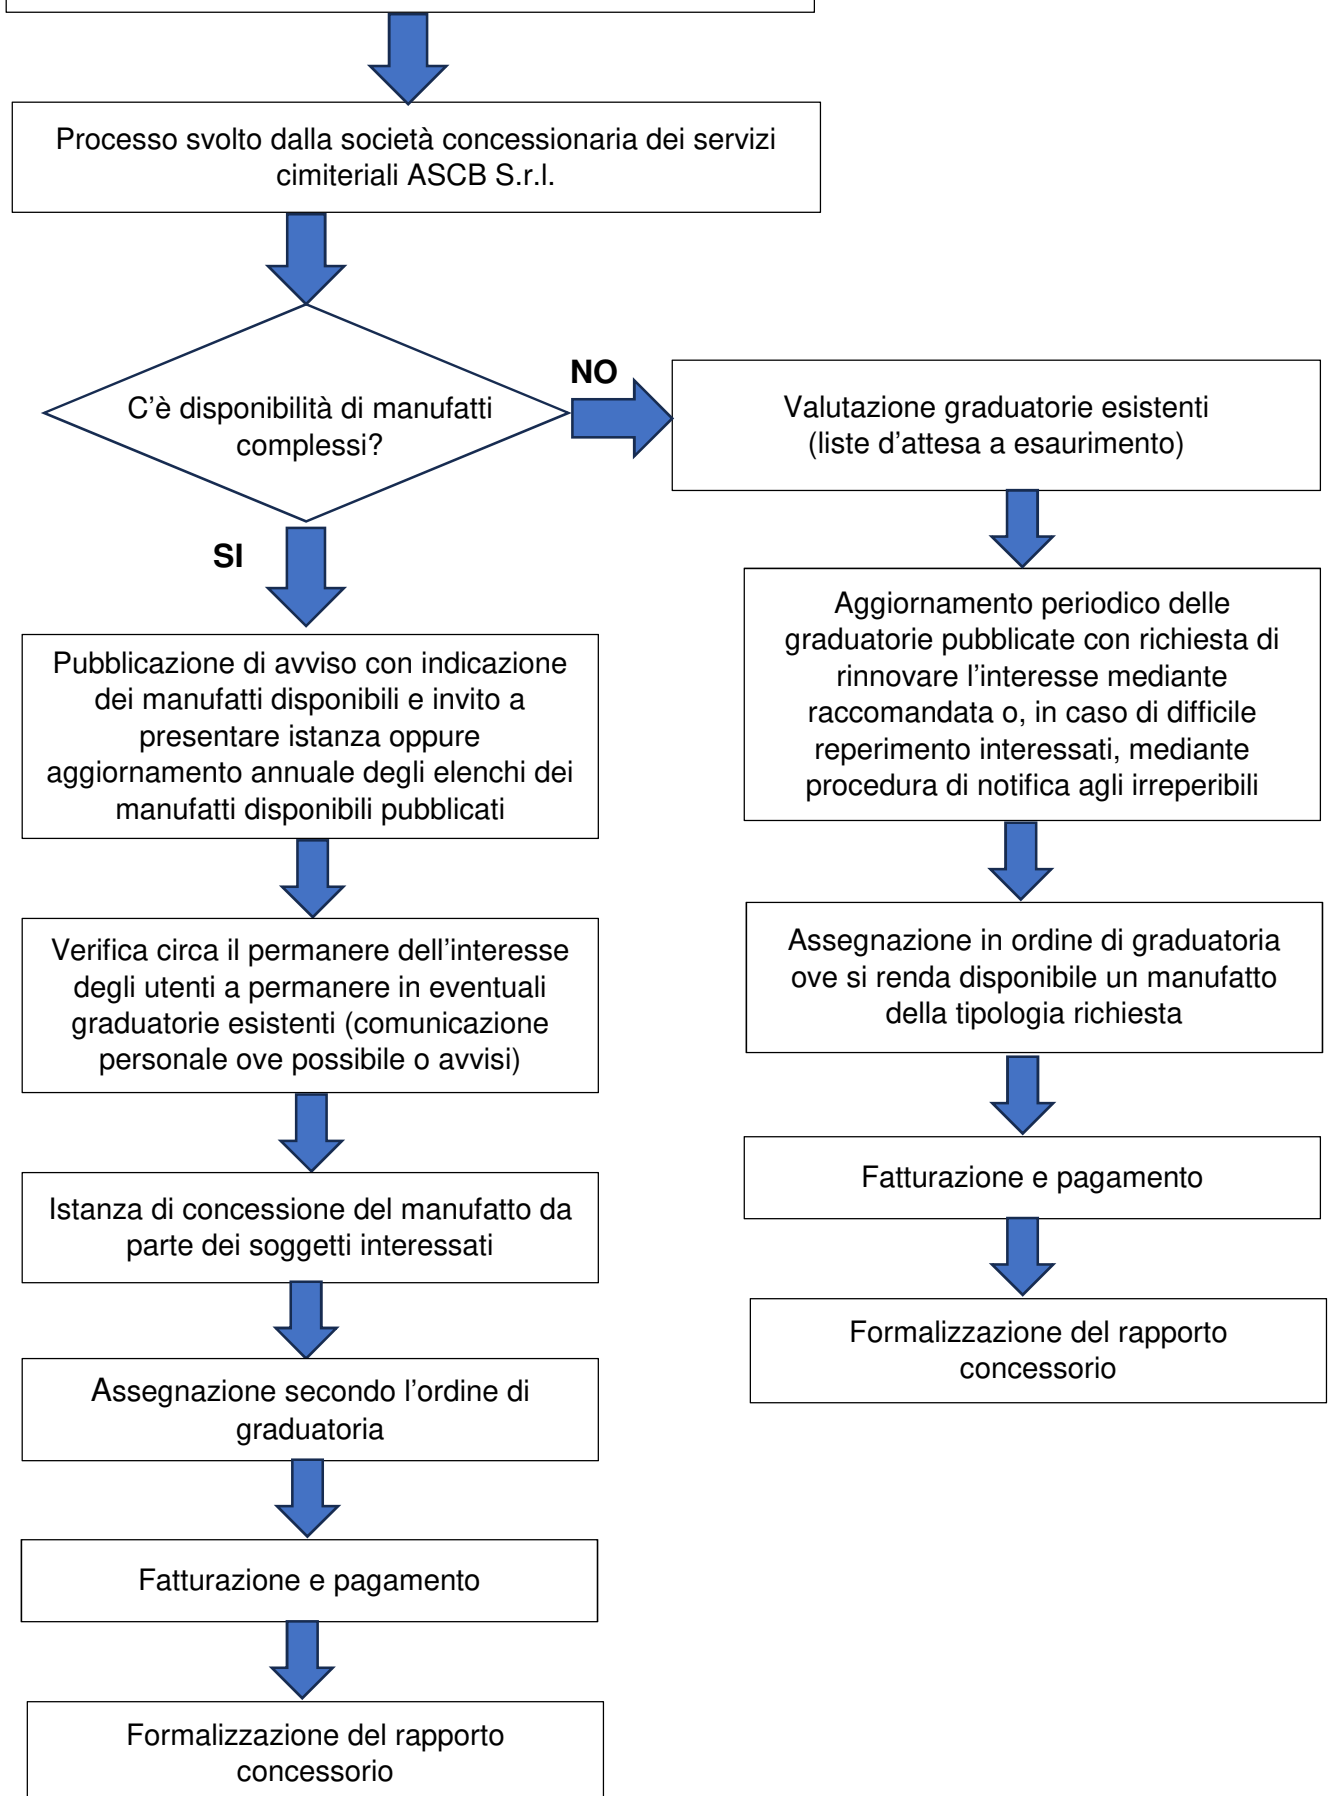 Processo svolto dalla società concessionaria dei servizi
cimiteriali ASCB S.r.l.
C'è disponibilità di manufatti
complessi?
NO
Valutazione graduatorie esistenti
(liste d'attesa a esaurimento)
SI
Pubblicazione di avviso con indicazione
dei manufatti disponibili e invito a
presentare istanza oppure
aggiornamento annuale degli elenchi dei
manufatti disponibili pubblicati
Verifica circa il permanere dell'interesse
degli utenti a permanere in eventuali
graduatorie esistenti (comunicazione
personale ove possibile o avvisi)
Istanza di concessione del manufatto da
parte dei soggetti interessati
Assegnazione secondo l'ordine di
graduatoria
Fatturazione e pagamento
Formalizzazione del rapporto
concessorio
Aggiornamento periodico delle
graduatorie pubblicate con richiesta di
rinnovare l'interesse mediante
raccomandata o, in caso di difficile
reperimento interessati, mediante
procedura di notifica agli irreperibili
Assegnazione in ordine di graduatoria
ove si renda disponibile un manufatto
della tipologia richiesta
Fatturazione e pagamento
Formalizzazione del rapporto
concessorio